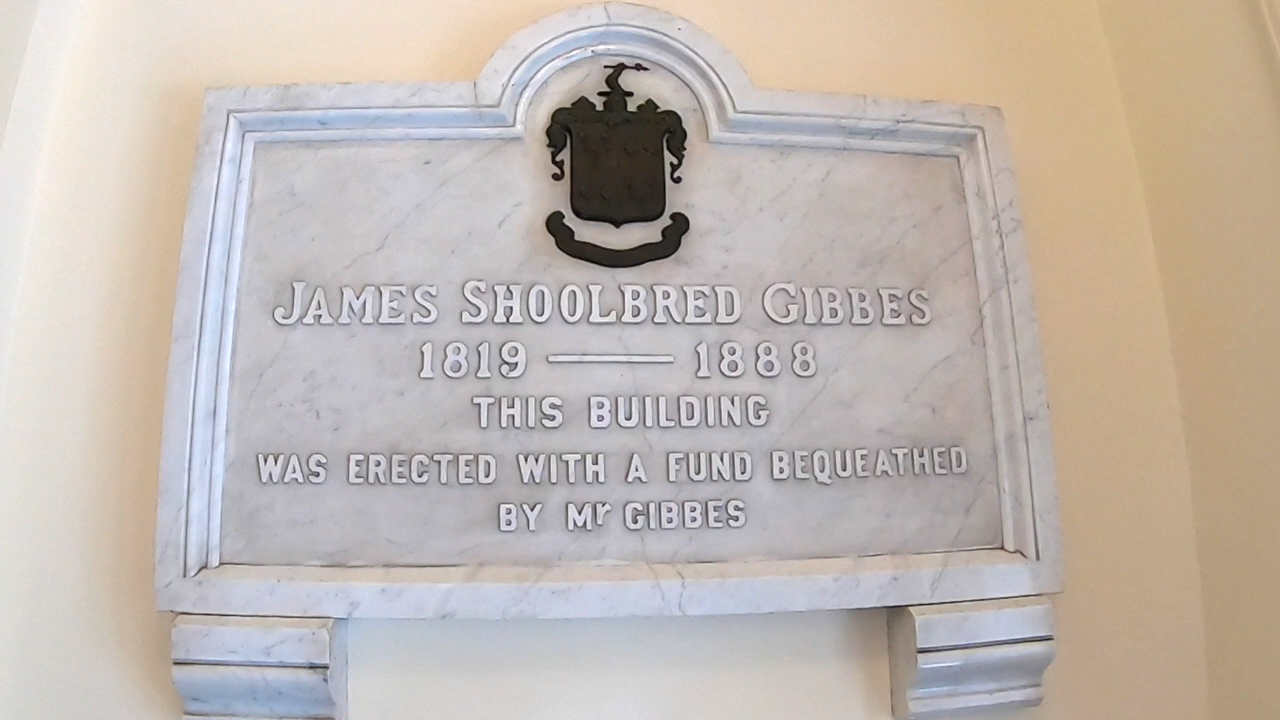 JAMES SHOOLBRED GIBBES
1819 — 1888
THIS BUILDING
WAS ERECTED WITH A FUND BEQUEATHED
BY Mr GIBBES